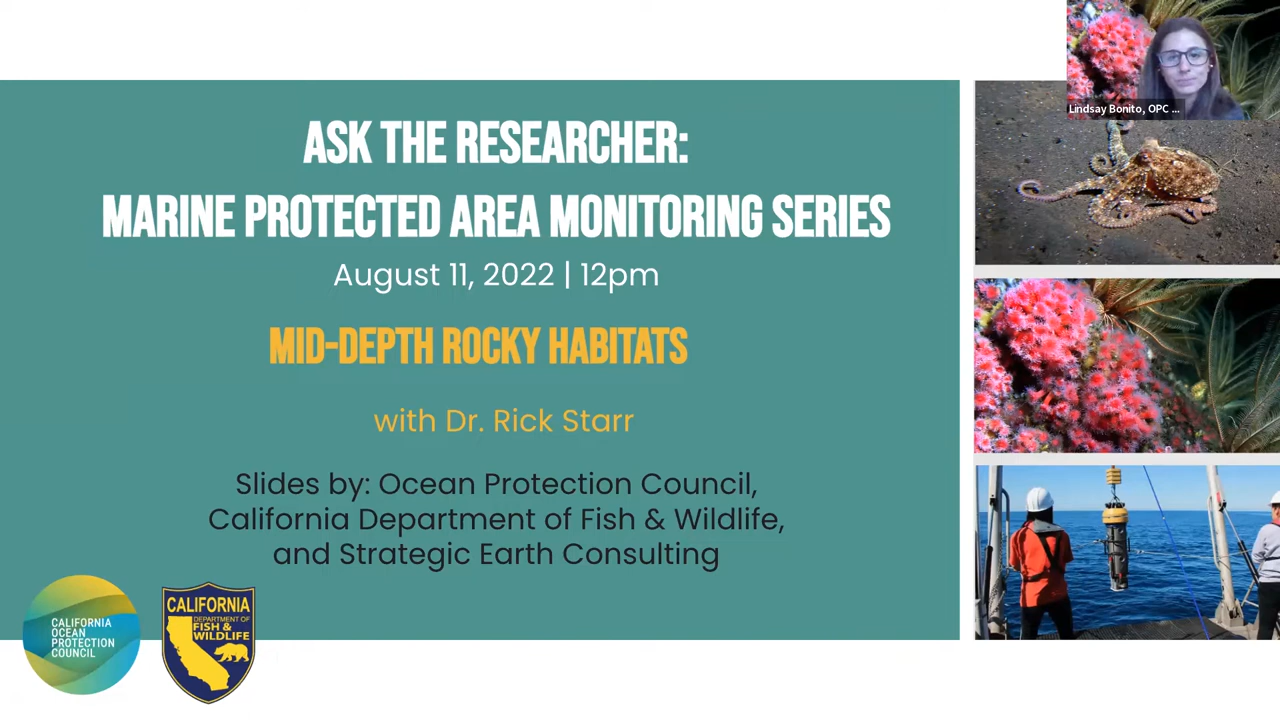 Lindsay Bonito, OPC ...
ASK THE RESEARCHER:
MARINE PROTECTED AREA MONITORING SERIES
August 11, 2022 | 12pm
MID-DEPTH ROCKY HABITATS
with Dr. Rick Starr
Slides by: Ocean Protection Council,
California Department of Fish & Wildlife,
and Strategic Earth Consulting
CALIFORNIA
OCEAN
PROTECTION
COUNCIL
CALIFORNIA
DEPARTMENT OF
FISH &
WILDLIFE